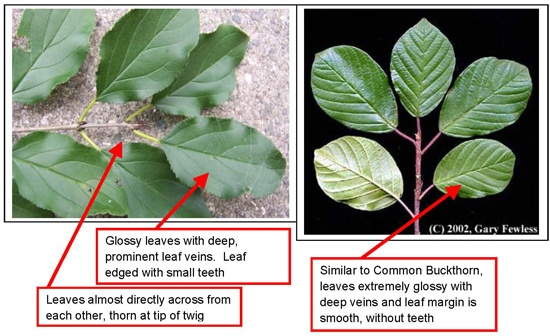 (C) 2002, Gary Fewless
Glossy leaves with deep,
prominent leaf veins.  Leaf
edged with small teeth
Leaves almost directly across from
each other, thorn at tip of twig
Similar to Common Buckthorn,
leaves extremely glossy with
deep veins and leaf margin is
smooth, without teeth